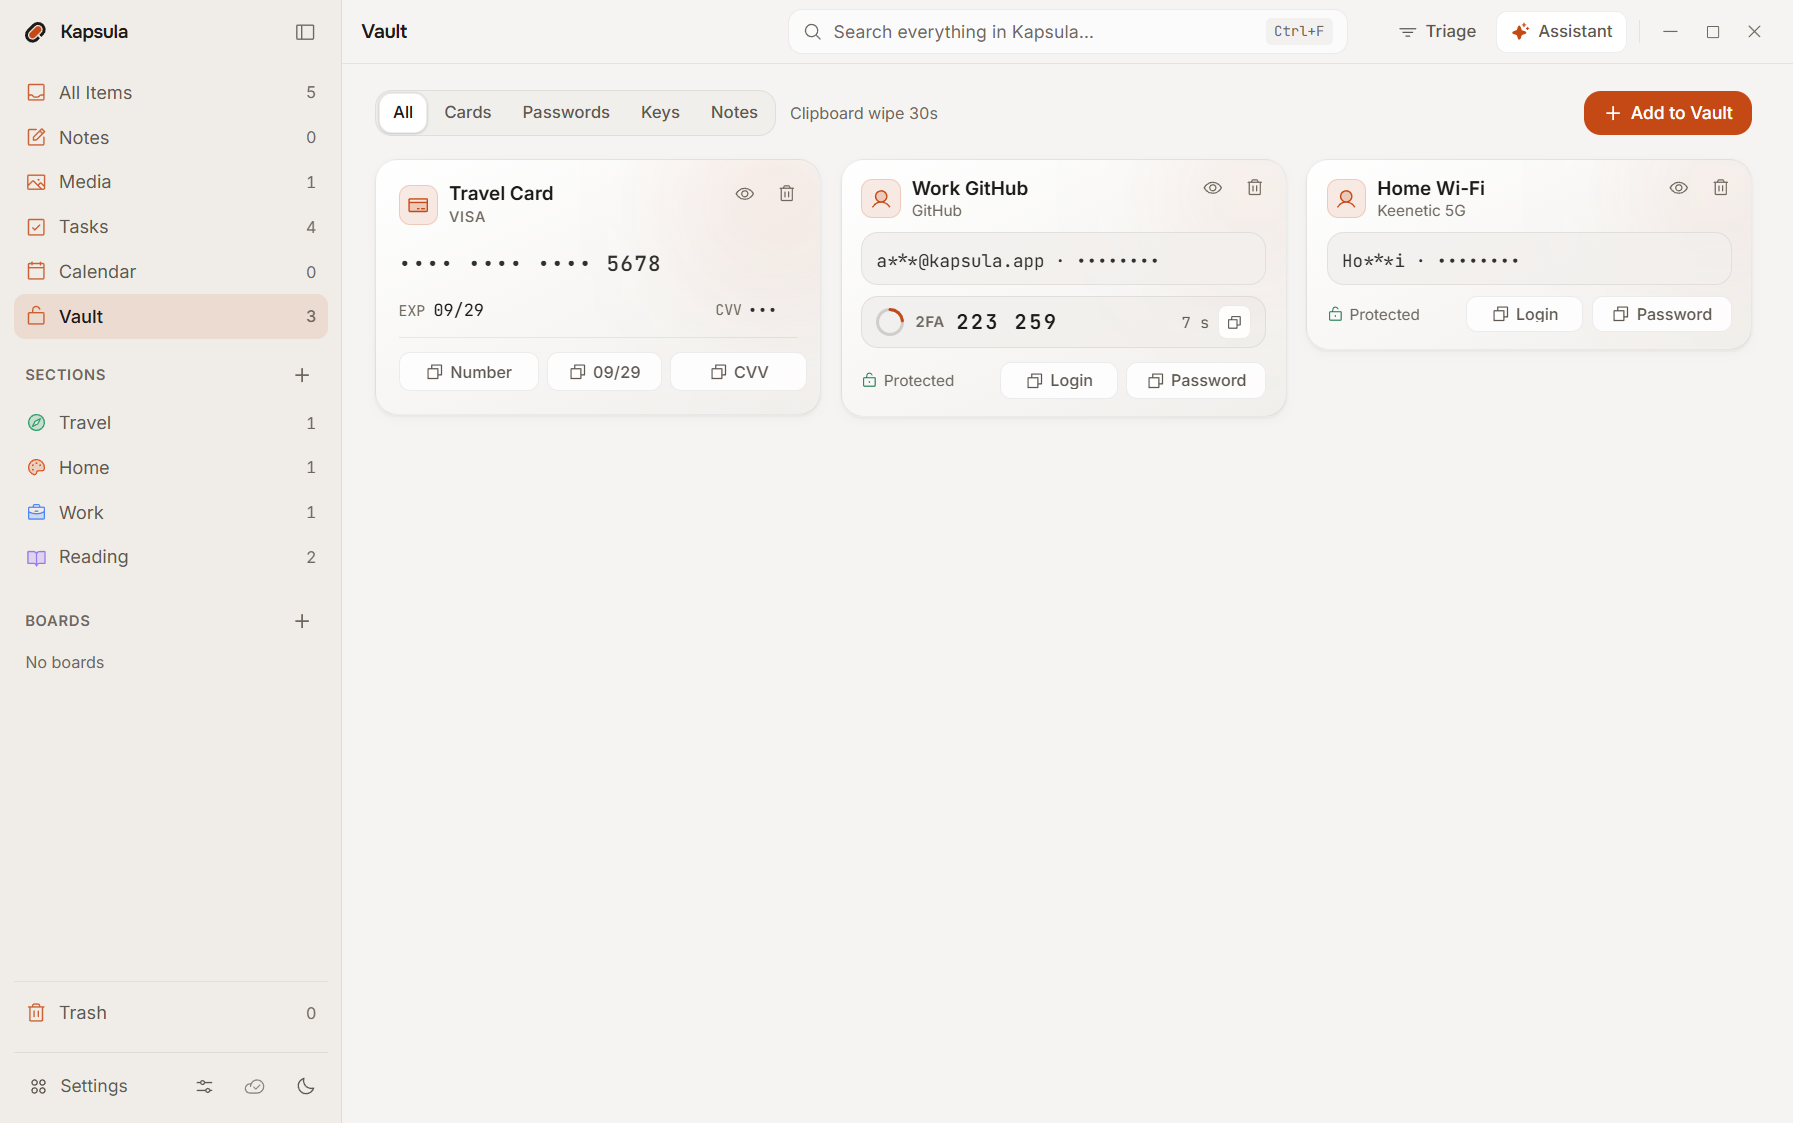 Kapsula
All Items 5
Notes 0
Media 1
Tasks 4
Calendar 0
Vault 3
SECTIONS
Travel 1
Home 1
Work 1
Reading 2
BOARDS
No boards
Trash 0
Settings
Vault
Search everything in Kapsula... Ctrl+F
Triage
Assistant
All Cards Passwords Keys Notes
Clipboard wipe 30s
Add to Vault
Travel Card
VISA
•••• •••• •••• 5678
EXP 09/29 CVV •••
Number 09/29 CVV
Work GitHub
GitHub
a***@kapsula.app · ••••••••
2FA 223 259 7 s
Protected Login Password
Home Wi-Fi
Keenetic 5G
Ho***i · ••••••••
Protected Login Password